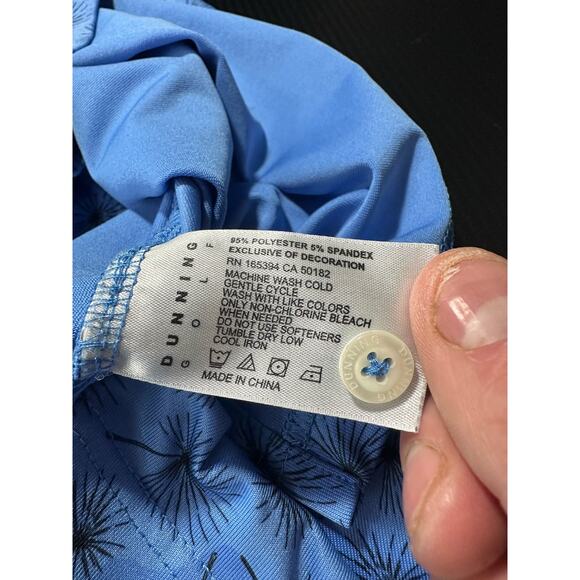 DUNNING
GOLF
95% POLYESTER 5% SPANDEX
EXCLUSIVE OF DECORATION
RN 165394 CA 50182
MACHINE WASH COLD
GENTLE CYCLE
WASH WITH LIKE COLORS
ONLY NON-CHLORINE BLEACH
WHEN NEEDED
DO NOT USE SOFTENERS
TUMBLE DRY LOW
COOL IRON
MADE IN CHINA
DUNNING DUNNING